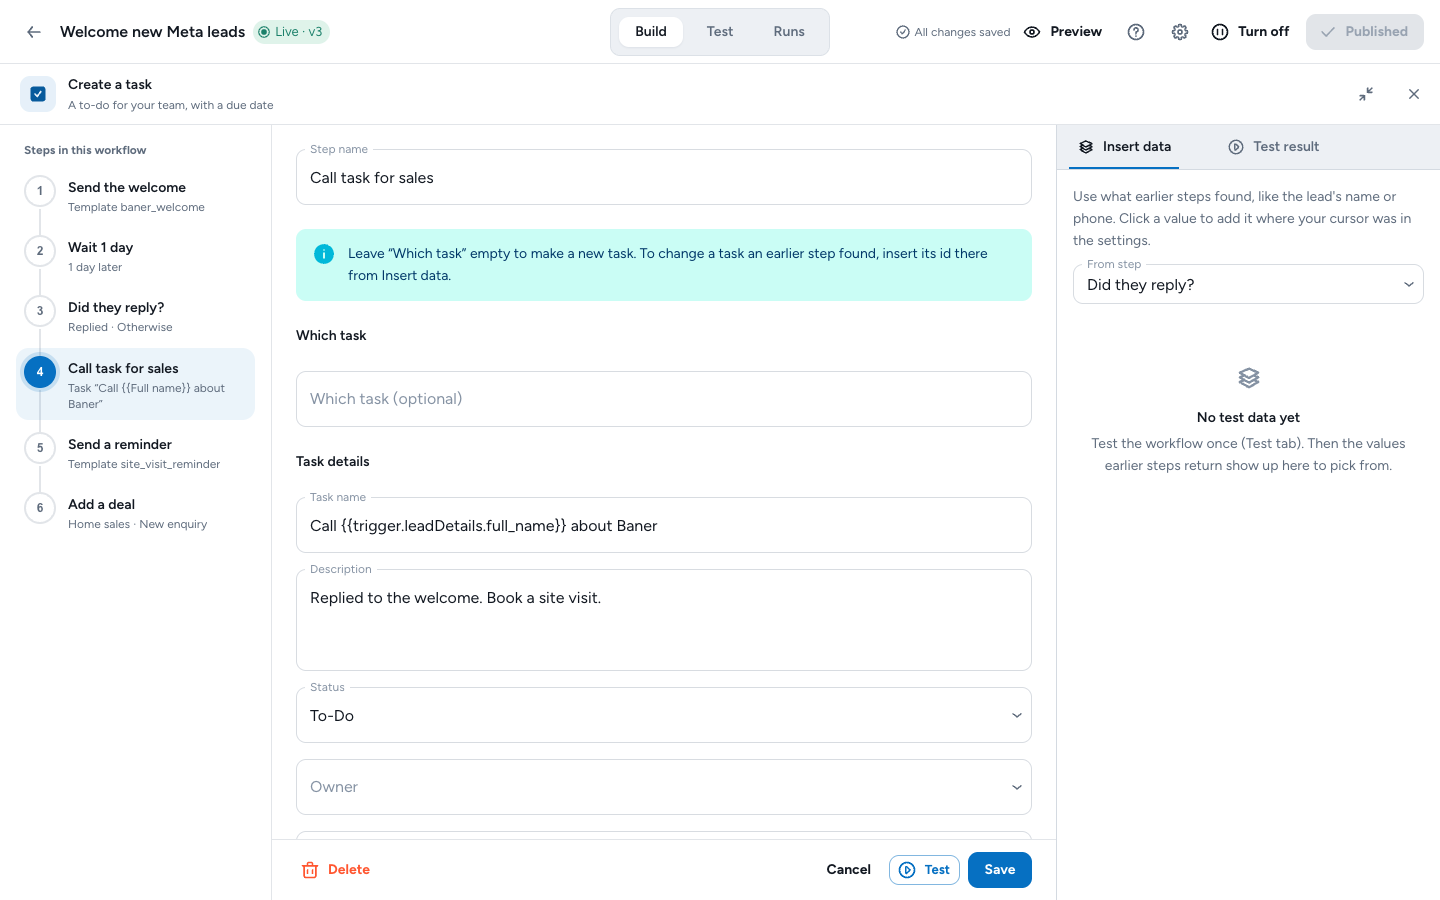 Welcome new Meta leads
Live · v3
Build
Test
Runs
All changes saved
Preview
Turn off
Published
Create a task
A to-do for your team, with a due date
Steps in this workflow
1
Send the welcome
Template baner_welcome
2
Wait 1 day
1 day later
3
Did they reply?
Replied · Otherwise
4
Call task for sales
Task “Call {{Full name}} about
Baner”
5
Send a reminder
Template site_visit_reminder
6
Add a deal
Home sales · New enquiry
Step name
Call task for sales
Leave “Which task” empty to make a new task. To change a task an earlier step found, insert its id there
from Insert data.
Which task
Which task (optional)
Task details
Task name
Call {{trigger.leadDetails.full_name}} about Baner
Description
Replied to the welcome. Book a site visit.
Status
To-Do
Owner
Delete
Cancel
Test
Save
Insert data
Test result
Use what earlier steps found, like the lead's name or
phone. Click a value to add it where your cursor was in
the settings.
From step
Did they reply?
No test data yet
Test the workflow once (Test tab). Then the values
earlier steps return show up here to pick from.